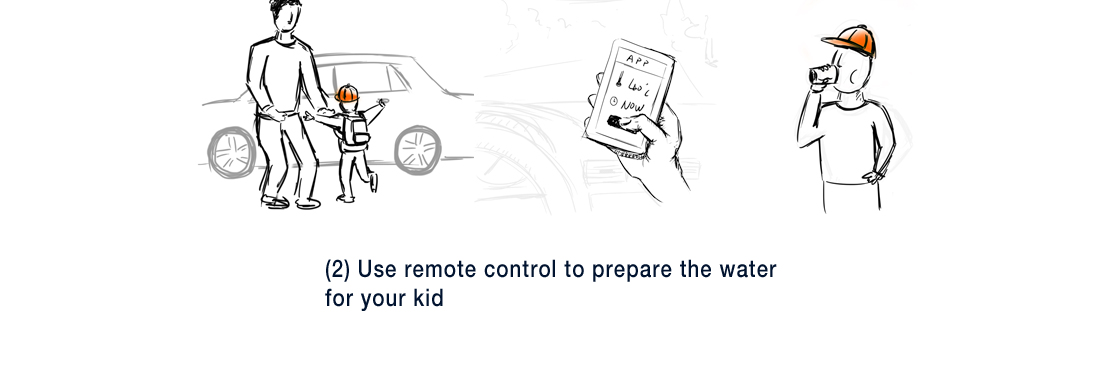 APP
40°C
NOW
(2) Use remote control to prepare the water
for your kid